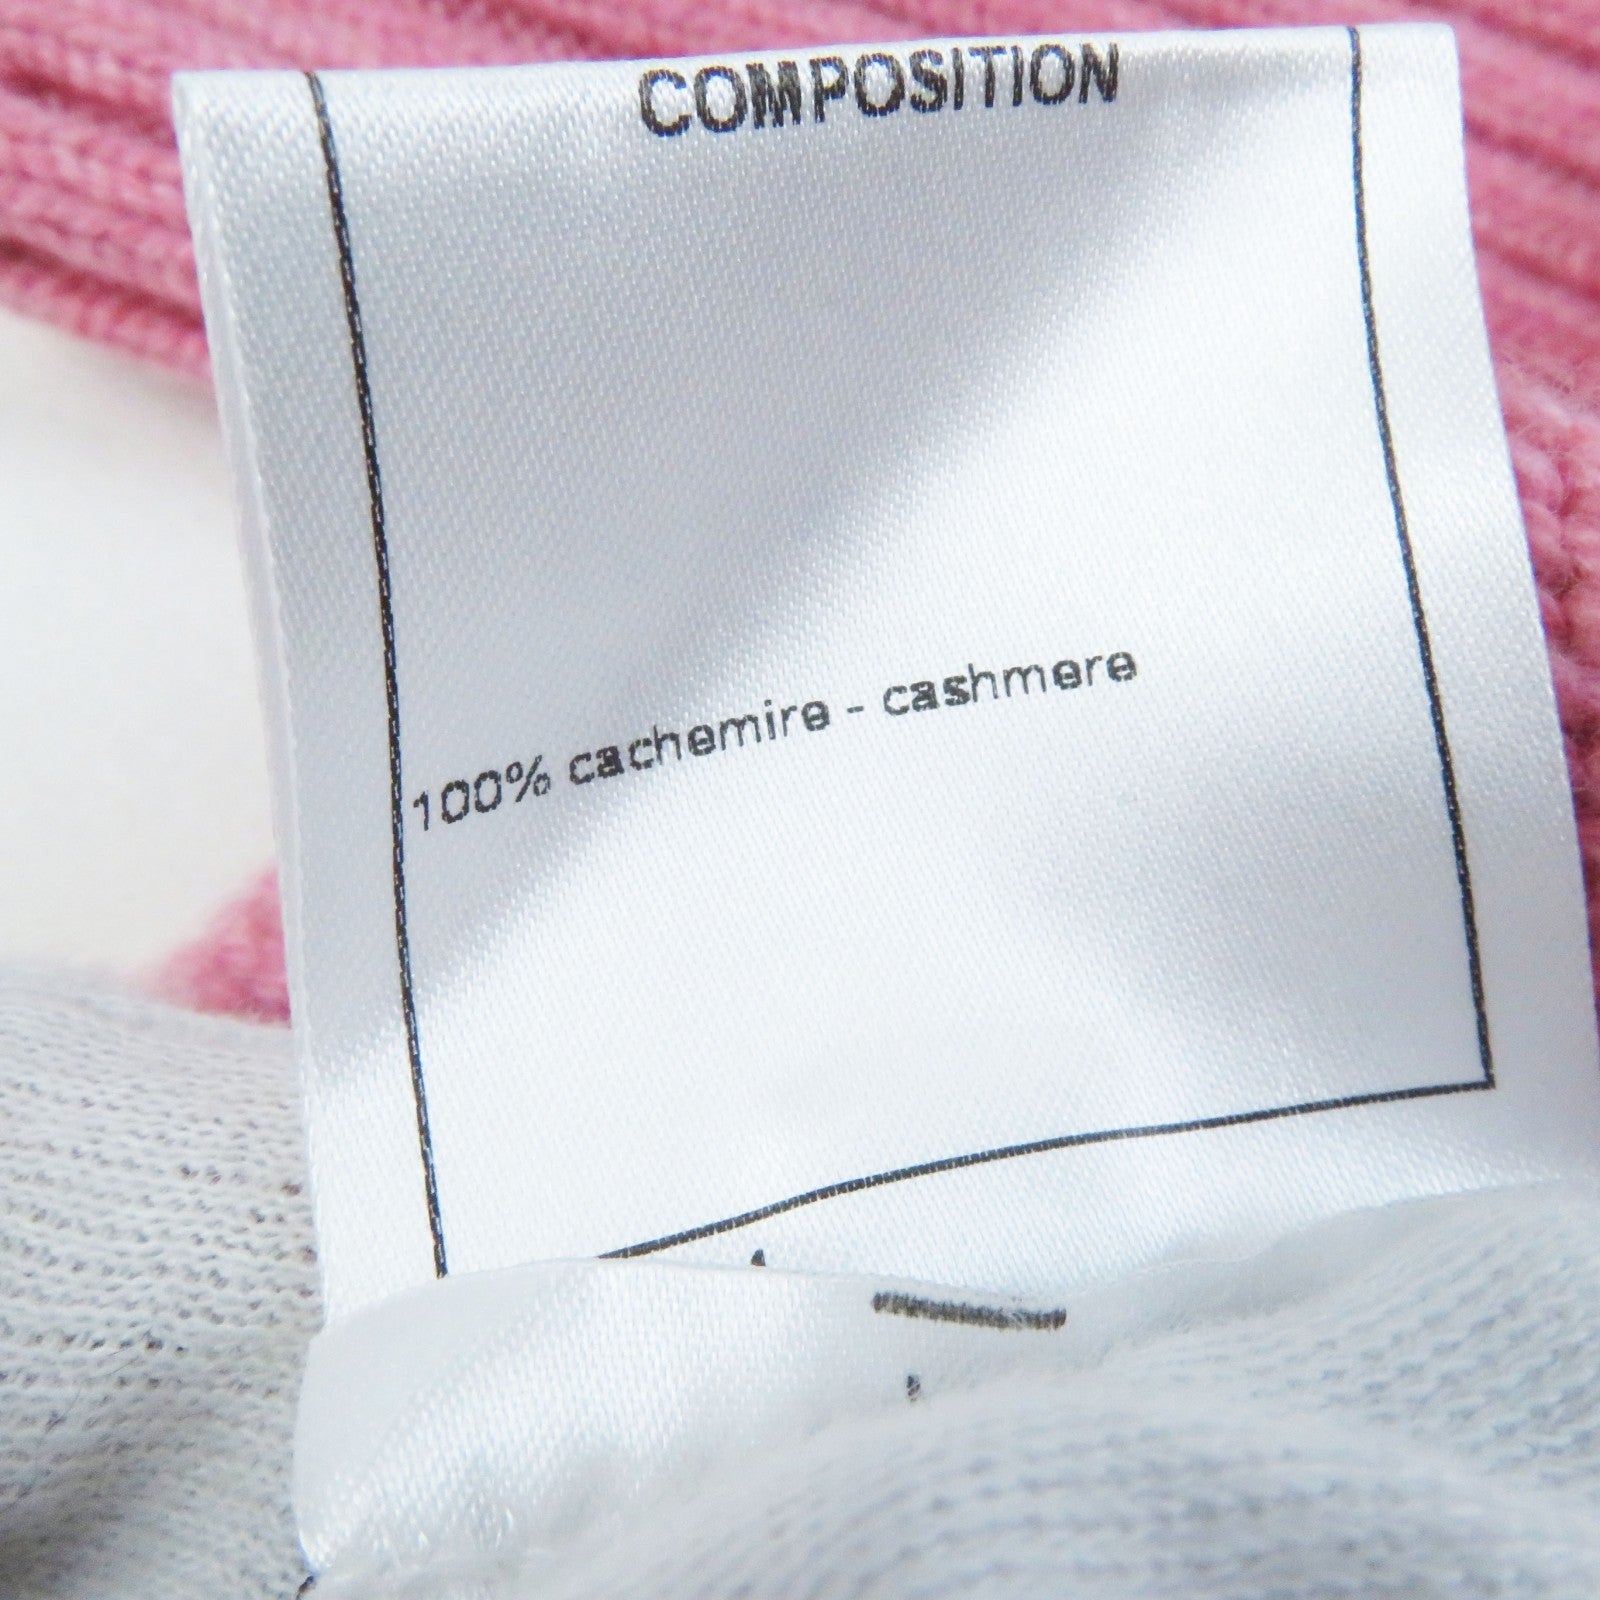 COMPOSITION
100% cachemire - cashmere